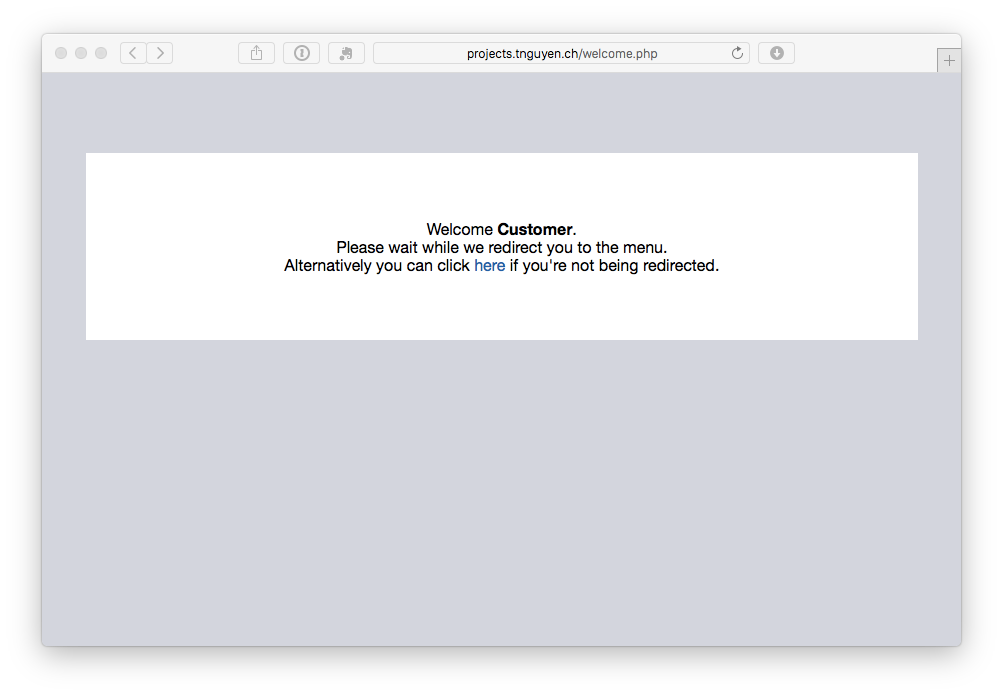 projects.tnguyen.ch/welcome.php
Welcome Customer.
Please wait while we redirect you to the menu.
Alternatively you can click here if you're not being redirected.